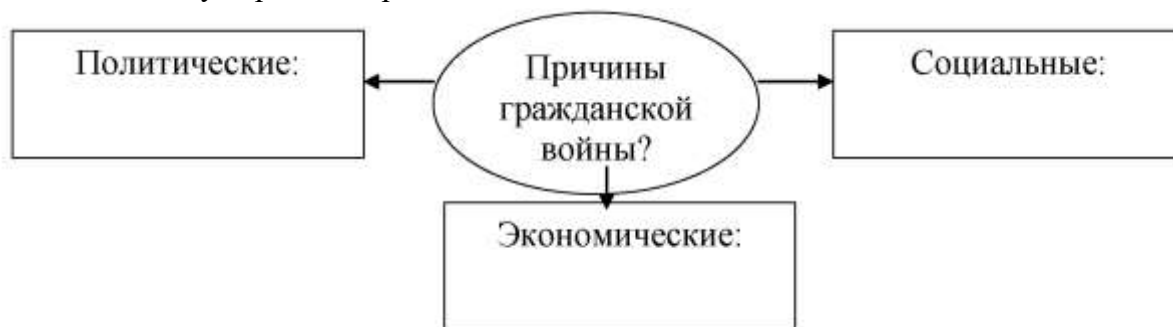 Политические:
Причины
гражданской
войны?
Социальные:
Экономические: